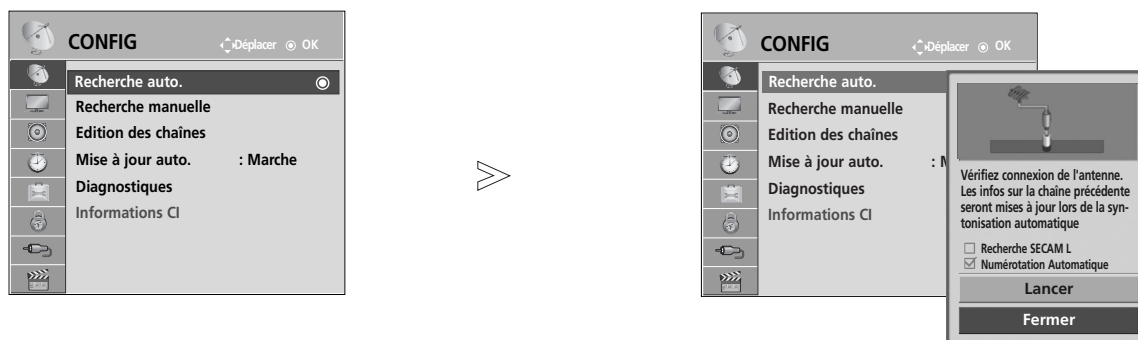 CONFIG
Déplacer OK
Recherche auto.
Recherche manuelle
Edition des chaînes
Mise à jour auto. : Marche
Diagnostiques
Informations CI
CONFIG
Déplacer OK
Recherche auto.
Recherche manuelle
Edition des chaînes
Mise à jour auto. : M
Diagnostiques
Informations CI
Vérifiez connexion de l'antenne.
Les infos sur la chaîne précédente
seront mises à jour lors de la syn-
tonisation automatique
Recherche SECAM L
Numérotation Automatique
Lancer
Fermer